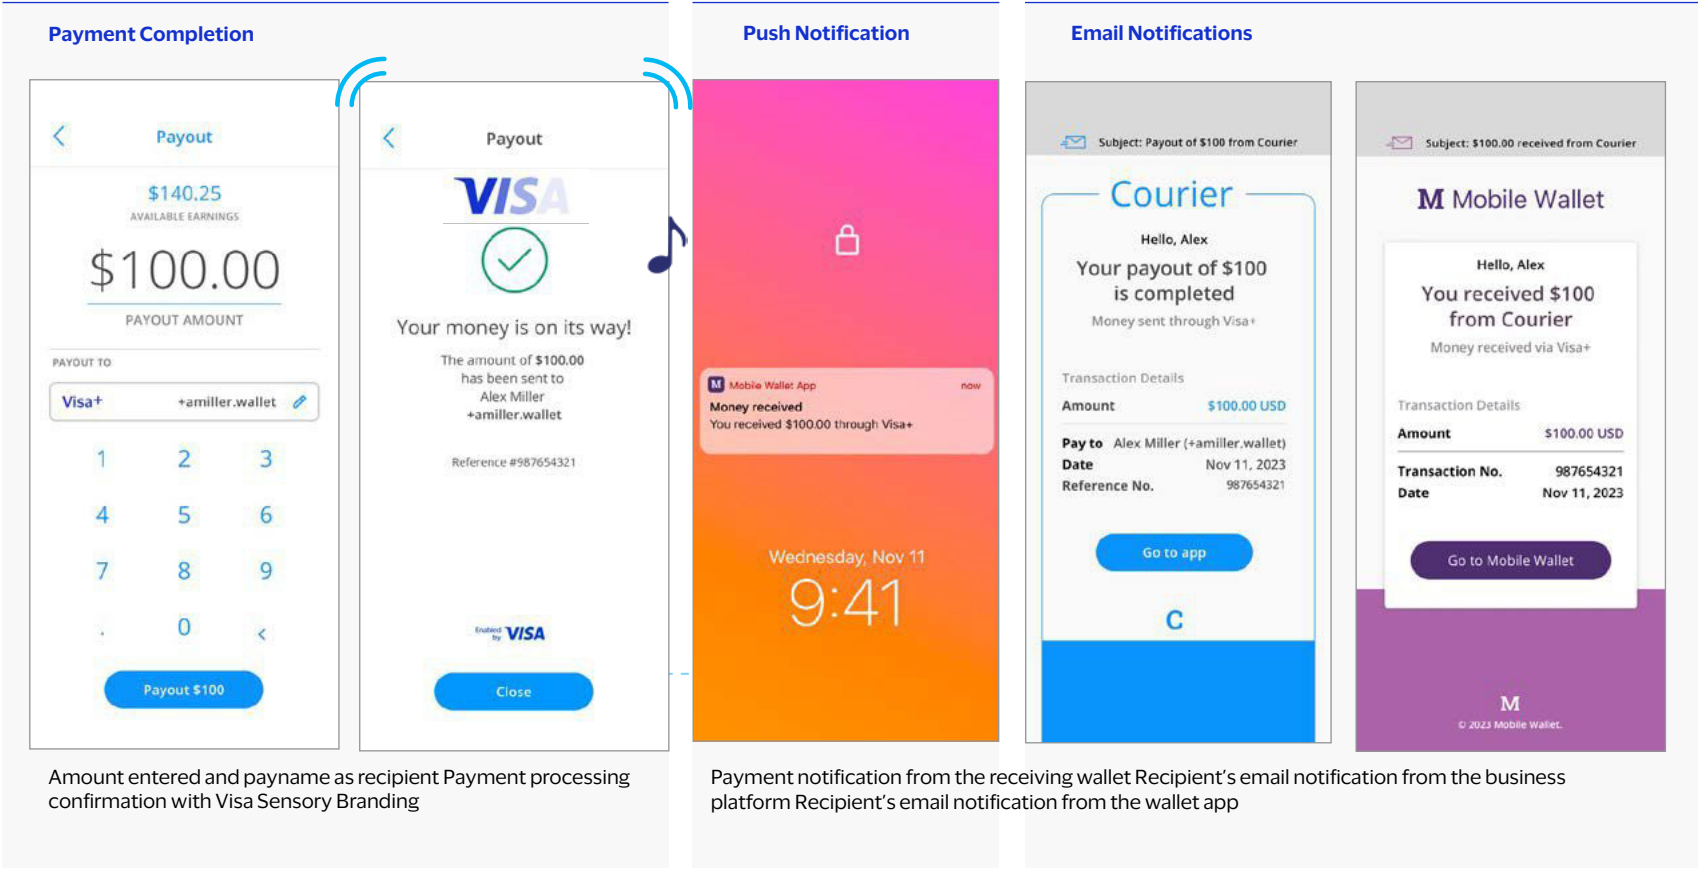 Payment Completion
Payout
$140.25
AVAILABLE EARNINGS
$100.00
PAYOUT AMOUNT
PAYOUT TO
Visa+ +amiller.wallet
1 2 3
4 5 6
7 8 9
. 0 <
Payout $100
Payout
VISA
Your money is on its way!
The amount of $100.00
has been sent to
Alex Miller
+amiller.wallet
Reference #987654321
Enabled
by VISA
Close
Amount entered and payname as recipient Payment processing
confirmation with Visa Sensory Branding
Push Notification
M Mobile Wallet App now
Money received
You received $100.00 through Visa+
Wednesday, Nov 11
9:41
Email Notifications
Subject: Payout of $100 from Courier
Courier
Hello, Alex
Your payout of $100
is completed
Money sent through Visa+
Transaction Details
Amount $100.00 USD
Pay to Alex Miller (+amiller.wallet)
Date Nov 11, 2023
Reference No. 987654321
Go to app
C
Subject: $100.00 received from Courier
M Mobile Wallet
Hello, Alex
You received $100
from Courier
Money received via Visa+
Transaction Details
Amount $100.00 USD
Transaction No. 987654321
Date Nov 11, 2023
Go to Mobile Wallet
M
© 2023 Mobile Wallet.
Payment notification from the receiving wallet Recipient's email notification from the business
platform Recipient's email notification from the wallet app